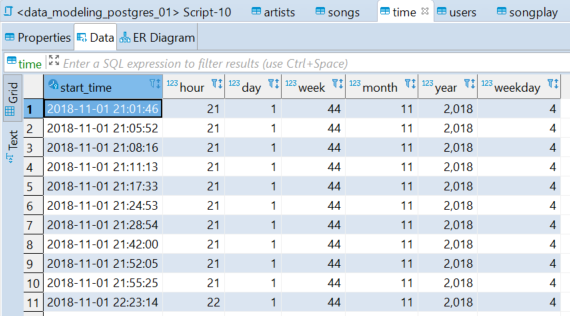 <data_modeling_postgres_01> Script-10 artists songs time users songplay
Properties Data ER Diagram
time Enter a SQL expression to filter results (use Ctrl+Space)
Grid
Text
start_time 123 hour 123 day 123 week 123 month 123 year 123 weekday
1 2018-11-01 21:01:46 21 1 44 11 2,018 4
2 2018-11-01 21:05:52 21 1 44 11 2,018 4
3 2018-11-01 21:08:16 21 1 44 11 2,018 4
4 2018-11-01 21:11:13 21 1 44 11 2,018 4
5 2018-11-01 21:17:33 21 1 44 11 2,018 4
6 2018-11-01 21:24:53 21 1 44 11 2,018 4
7 2018-11-01 21:28:54 21 1 44 11 2,018 4
8 2018-11-01 21:42:00 21 1 44 11 2,018 4
9 2018-11-01 21:52:05 21 1 44 11 2,018 4
10 2018-11-01 21:55:25 21 1 44 11 2,018 4
11 2018-11-01 22:23:14 22 1 44 11 2,018 4